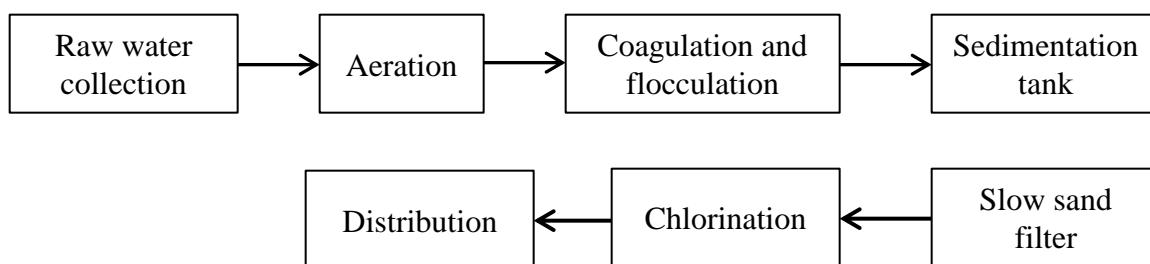 Raw water
collection
Aeration
Coagulation and
flocculation
Sedimentation
tank
Slow sand
filter
Chlorination
Distribution